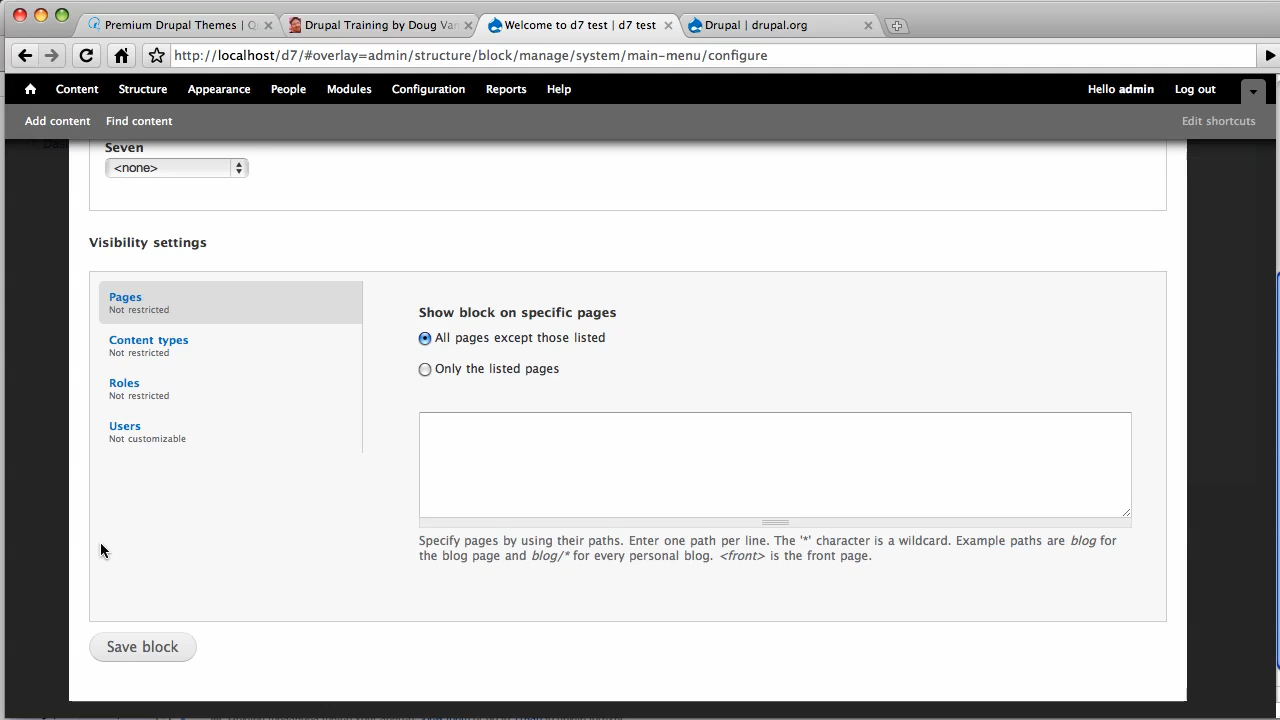 Premium Drupal Themes | Q
Drupal Training by Doug Van
Welcome to d7 test | d7 test
Drupal | drupal.org
http://localhost/d7/#overlay=admin/structure/block/manage/system/main-menu/configure
Content Structure Appearance People Modules Configuration Reports Help Hello admin Log out
Add content Find content Edit shortcuts
Seven
<none>
Visibility settings
Pages
Not restricted
Content types
Not restricted
Roles
Not restricted
Users
Not customizable
Show block on specific pages
All pages except those listed
Only the listed pages
Specify pages by using their paths. Enter one path per line. The '*' character is a wildcard. Example paths are blog for
the blog page and blog/* for every personal blog. <front> is the front page.
Save block